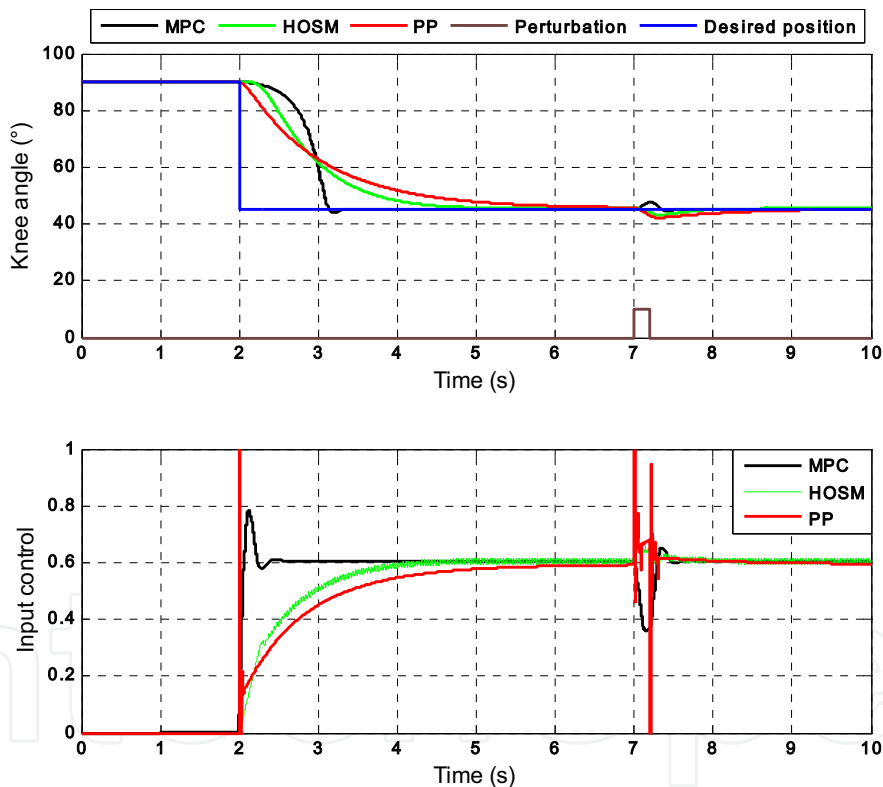 MPC HOSM PP Perturbation Desired position
100
80
60
40
20
0
Knee angle (°)
0 1 2 3 4 5 6 7 8 9 10
Time (s)
1
0.8
0.6
0.4
0.2
0
Input control
MPC
HOSM
PP
0 1 2 3 4 5 6 7 8 9 10
Time (s)